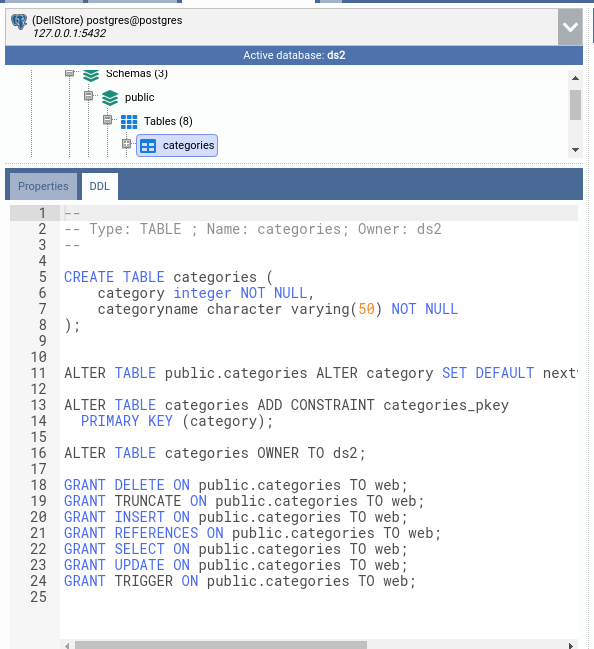 (DellStore) postgres@postgres
127.0.0.1:5432
Active database: ds2
Schemas (3)
public
Tables (8)
categories
Properties DDL
1 --
2 -- Type: TABLE ; Name: categories; Owner: ds2
3 --
4
5 CREATE TABLE categories (
6 category integer NOT NULL,
7 categoryname character varying(50) NOT NULL
8 );
9
10
11 ALTER TABLE public.categories ALTER category SET DEFAULT next
12
13 ALTER TABLE categories ADD CONSTRAINT categories_pkey
14 PRIMARY KEY (category);
15
16 ALTER TABLE categories OWNER TO ds2;
17
18 GRANT DELETE ON public.categories TO web;
19 GRANT TRUNCATE ON public.categories TO web;
20 GRANT INSERT ON public.categories TO web;
21 GRANT REFERENCES ON public.categories TO web;
22 GRANT SELECT ON public.categories TO web;
23 GRANT UPDATE ON public.categories TO web;
24 GRANT TRIGGER ON public.categories TO web;
25